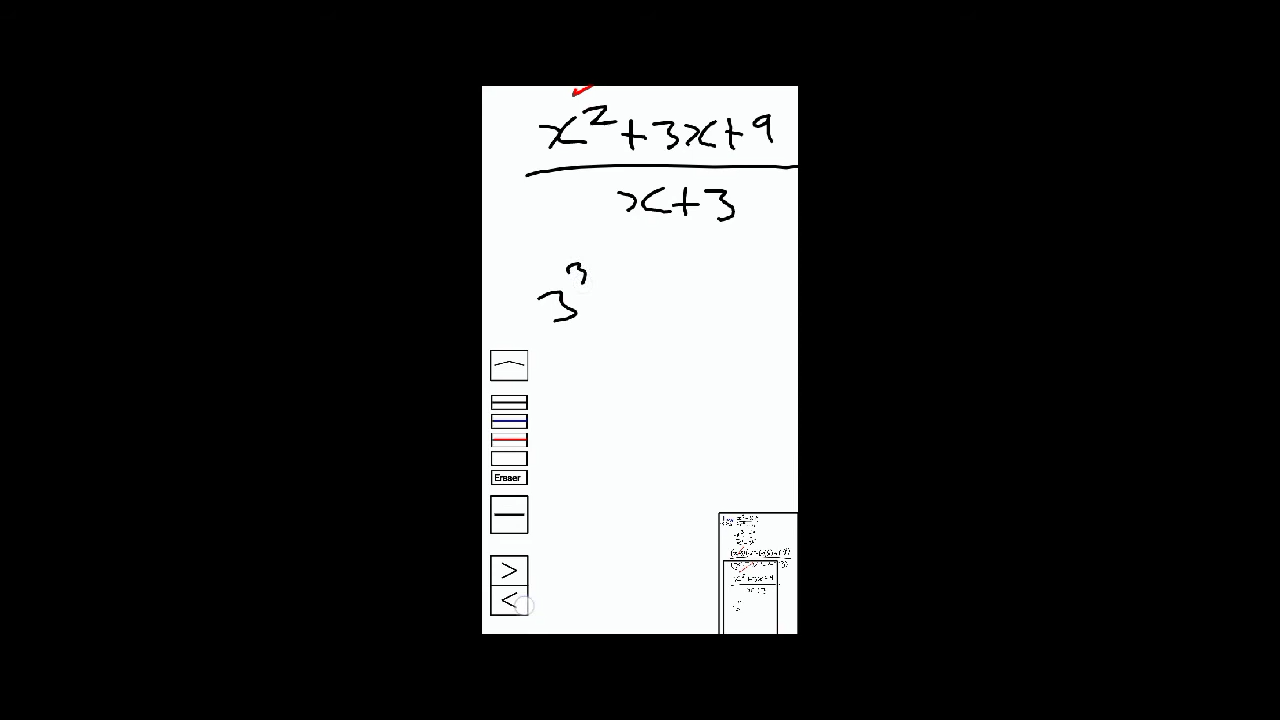 x²+3x+9
x+3
3³
Eraser
>
<